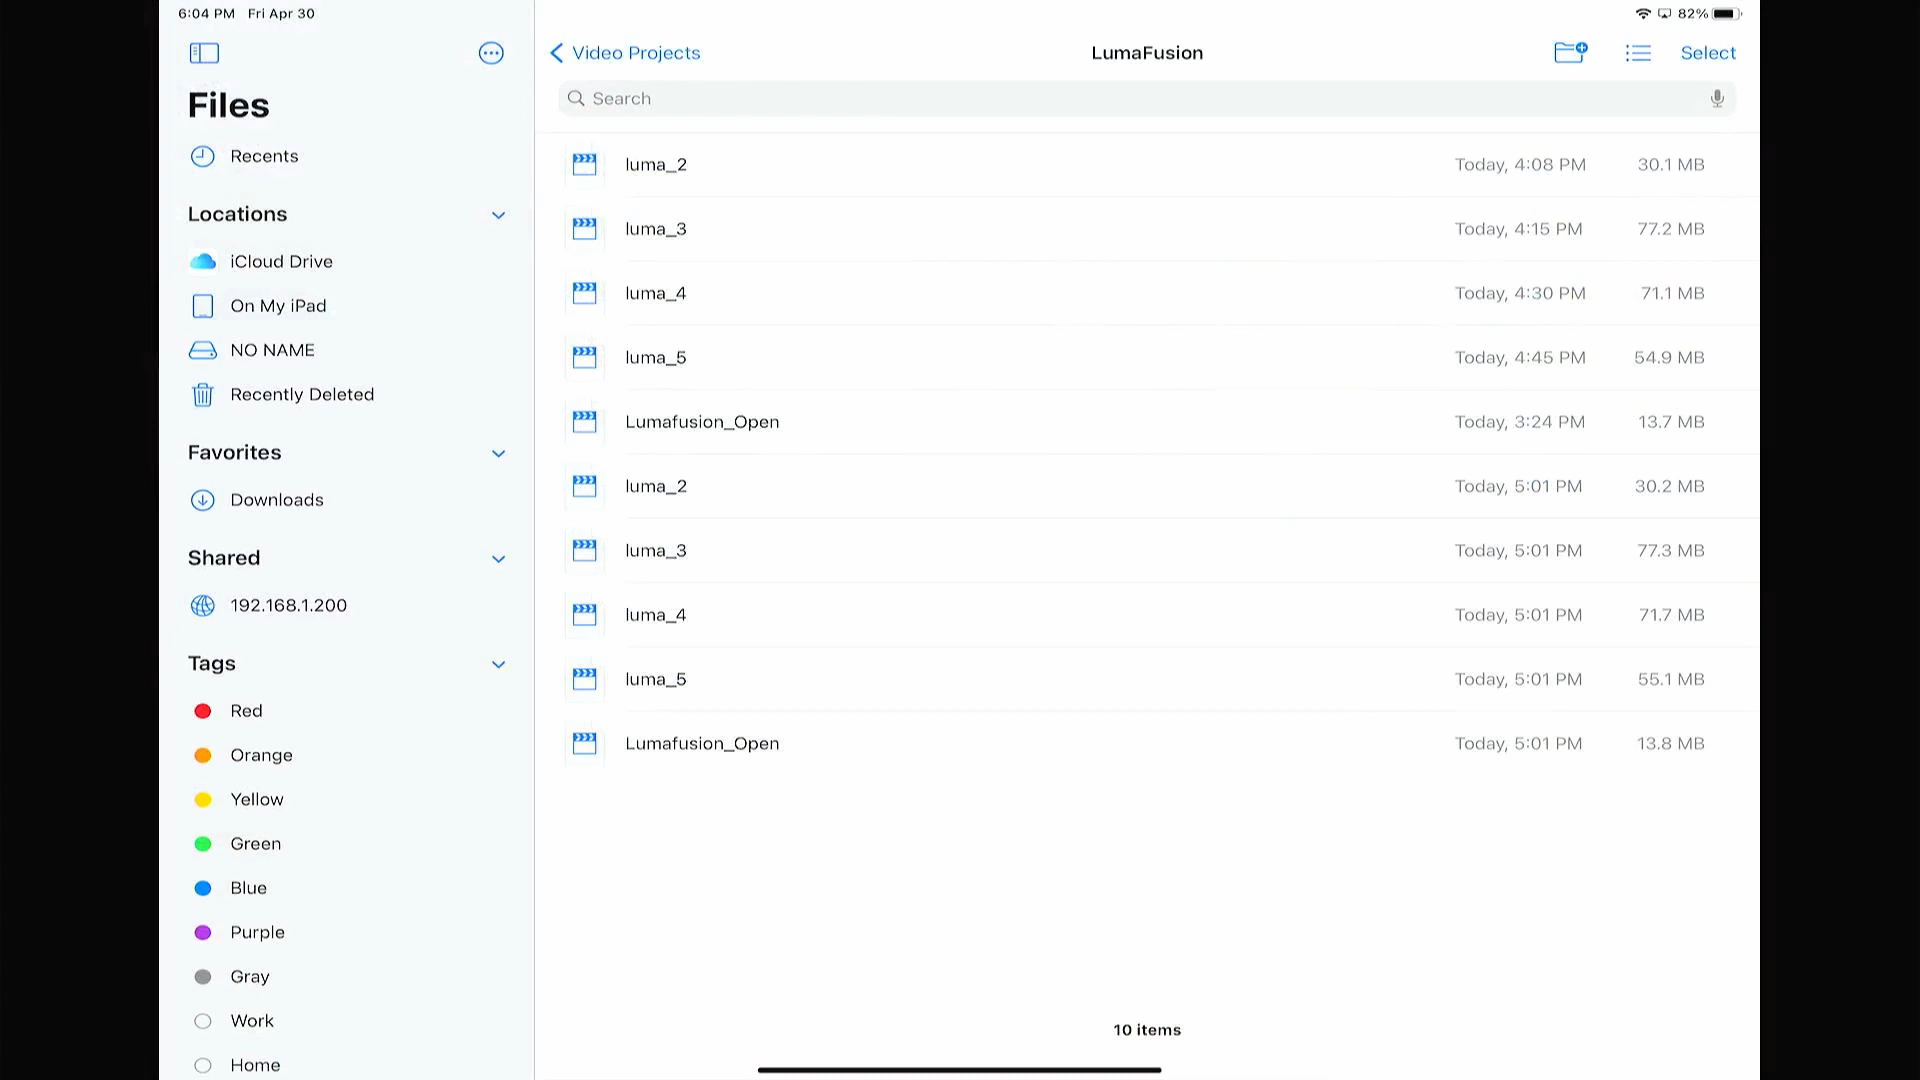 6:04 PM Fri Apr 30
82%
Files
Recents
Locations
iCloud Drive
On My iPad
NO NAME
Recently Deleted
Favorites
Downloads
Shared
192.168.1.200
Tags
Red
Orange
Yellow
Green
Blue
Purple
Gray
Work
Home
Video Projects
LumaFusion
Select
Search
luma_2 Today, 4:08 PM 30.1 MB
luma_3 Today, 4:15 PM 77.2 MB
luma_4 Today, 4:30 PM 71.1 MB
luma_5 Today, 4:45 PM 54.9 MB
Lumafusion_Open Today, 3:24 PM 13.7 MB
luma_2 Today, 5:01 PM 30.2 MB
luma_3 Today, 5:01 PM 77.3 MB
luma_4 Today, 5:01 PM 71.7 MB
luma_5 Today, 5:01 PM 55.1 MB
Lumafusion_Open Today, 5:01 PM 13.8 MB
10 items